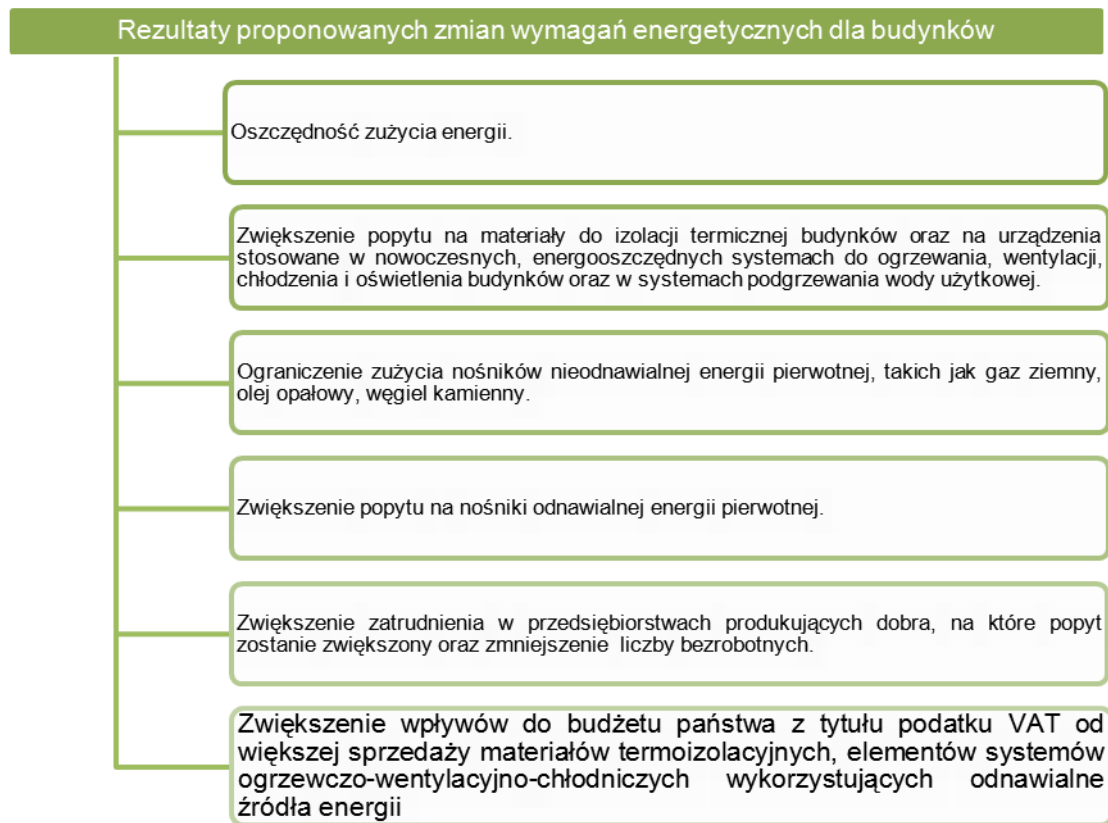 Rezultaty proponowanych zmian wymagań energetycznych dla budynków
Oszczędność zużycia energii.
Zwiększenie popytu na materiały do izolacji termicznej budynków oraz na urządzenia
stosowane w nowoczesnych, energooszczędnych systemach do ogrzewania, wentylacji,
chłodzenia i oświetlenia budynków oraz w systemach podgrzewania wody użytkowej.
Ograniczenie zużycia nośników nieodnawialnej energii pierwotnej, takich jak gaz ziemny,
olej opałowy, węgiel kamienny.
Zwiększenie popytu na nośniki odnawialnej energii pierwotnej.
Zwiększenie zatrudnienia w przedsiębiorstwach produkujących dobra, na które popyt
zostanie zwiększony oraz zmniejszenie liczby bezrobotnych.
Zwiększenie wpływów do budżetu państwa z tytułu podatku VAT od
większej sprzedaży materiałów termoizolacyjnych, elementów systemów
ogrzewczo-wentylacyjno-chłodniczych wykorzystujących odnawialne
źródła energii